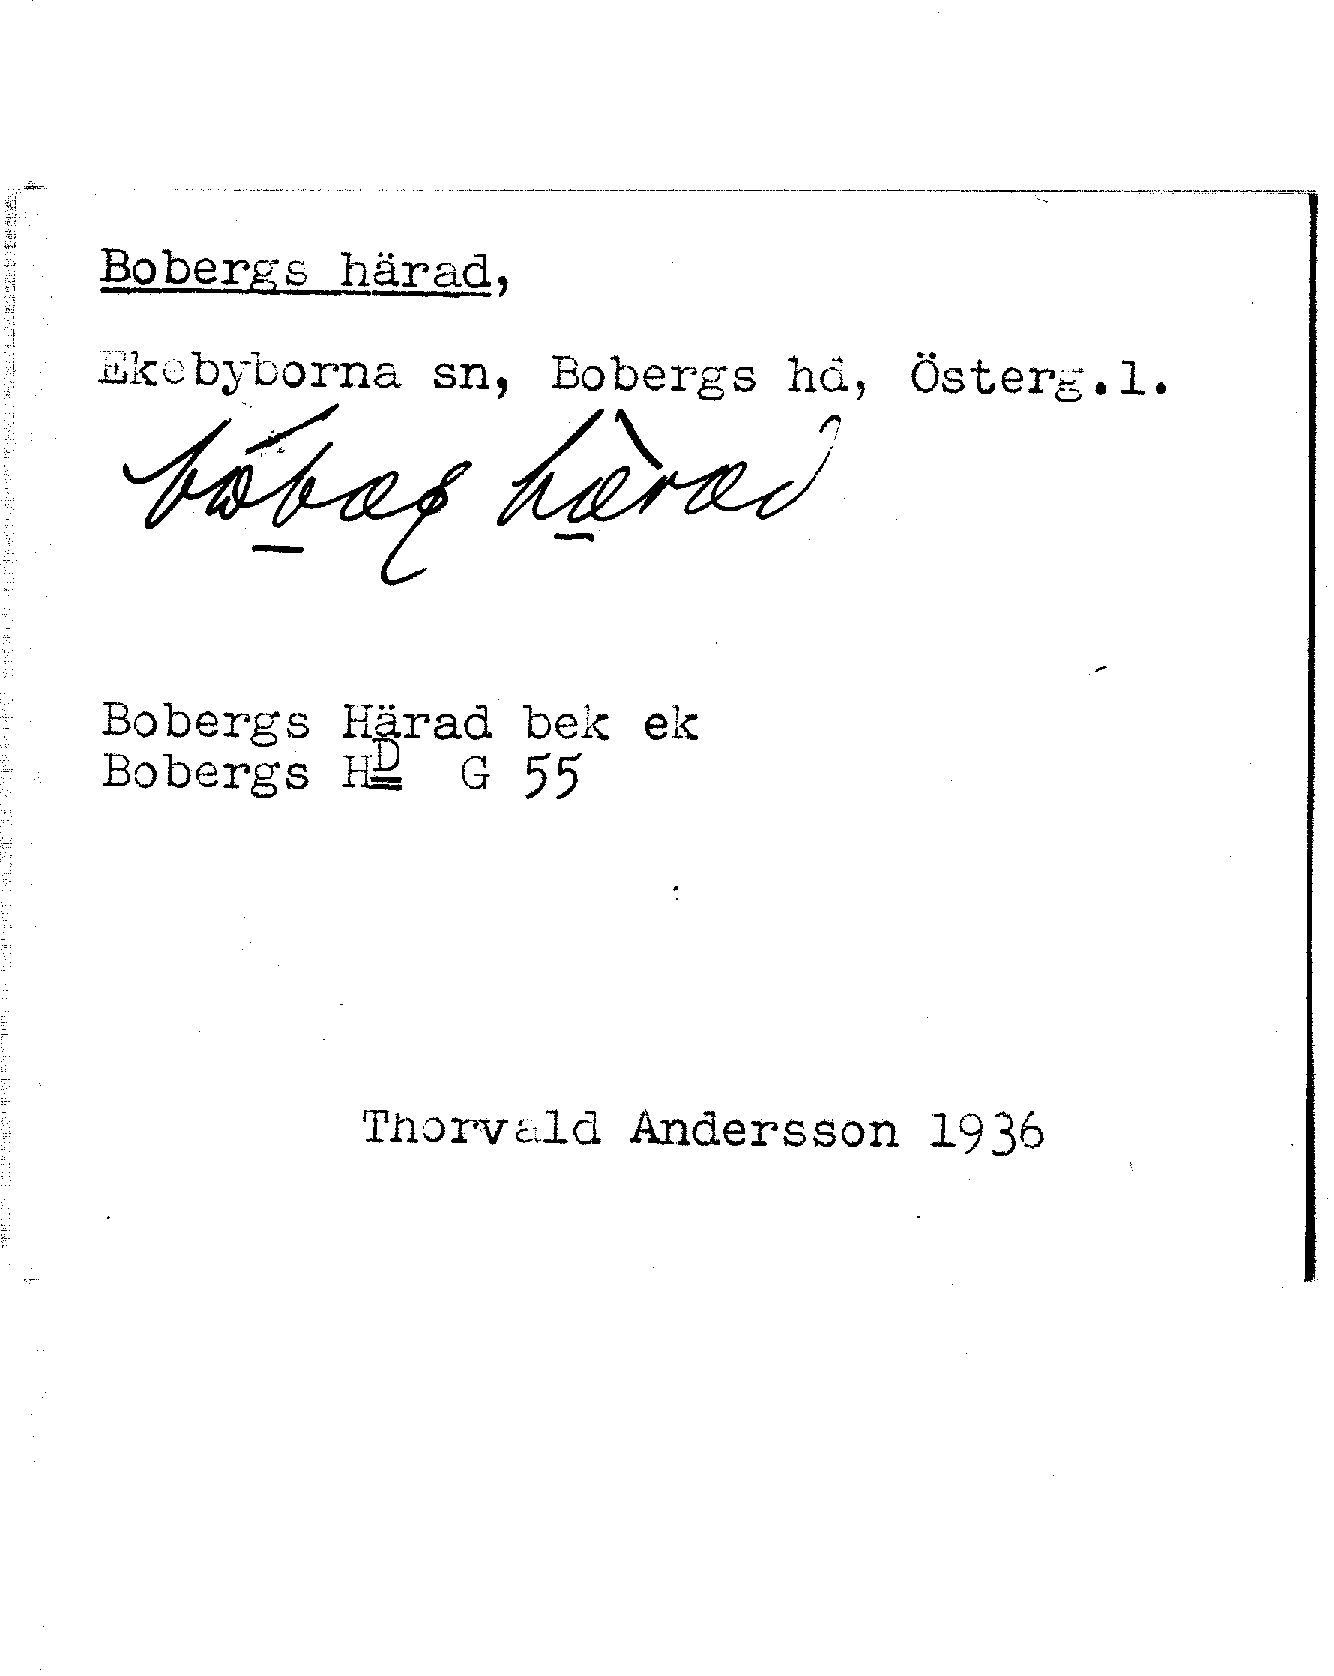 Bobergs härad,
Ekebyborna sn, Bobergs hd, Österg.l.
Bobergs Härad bek ek
Bobergs HD G 55
Thorvald Andersson 1936